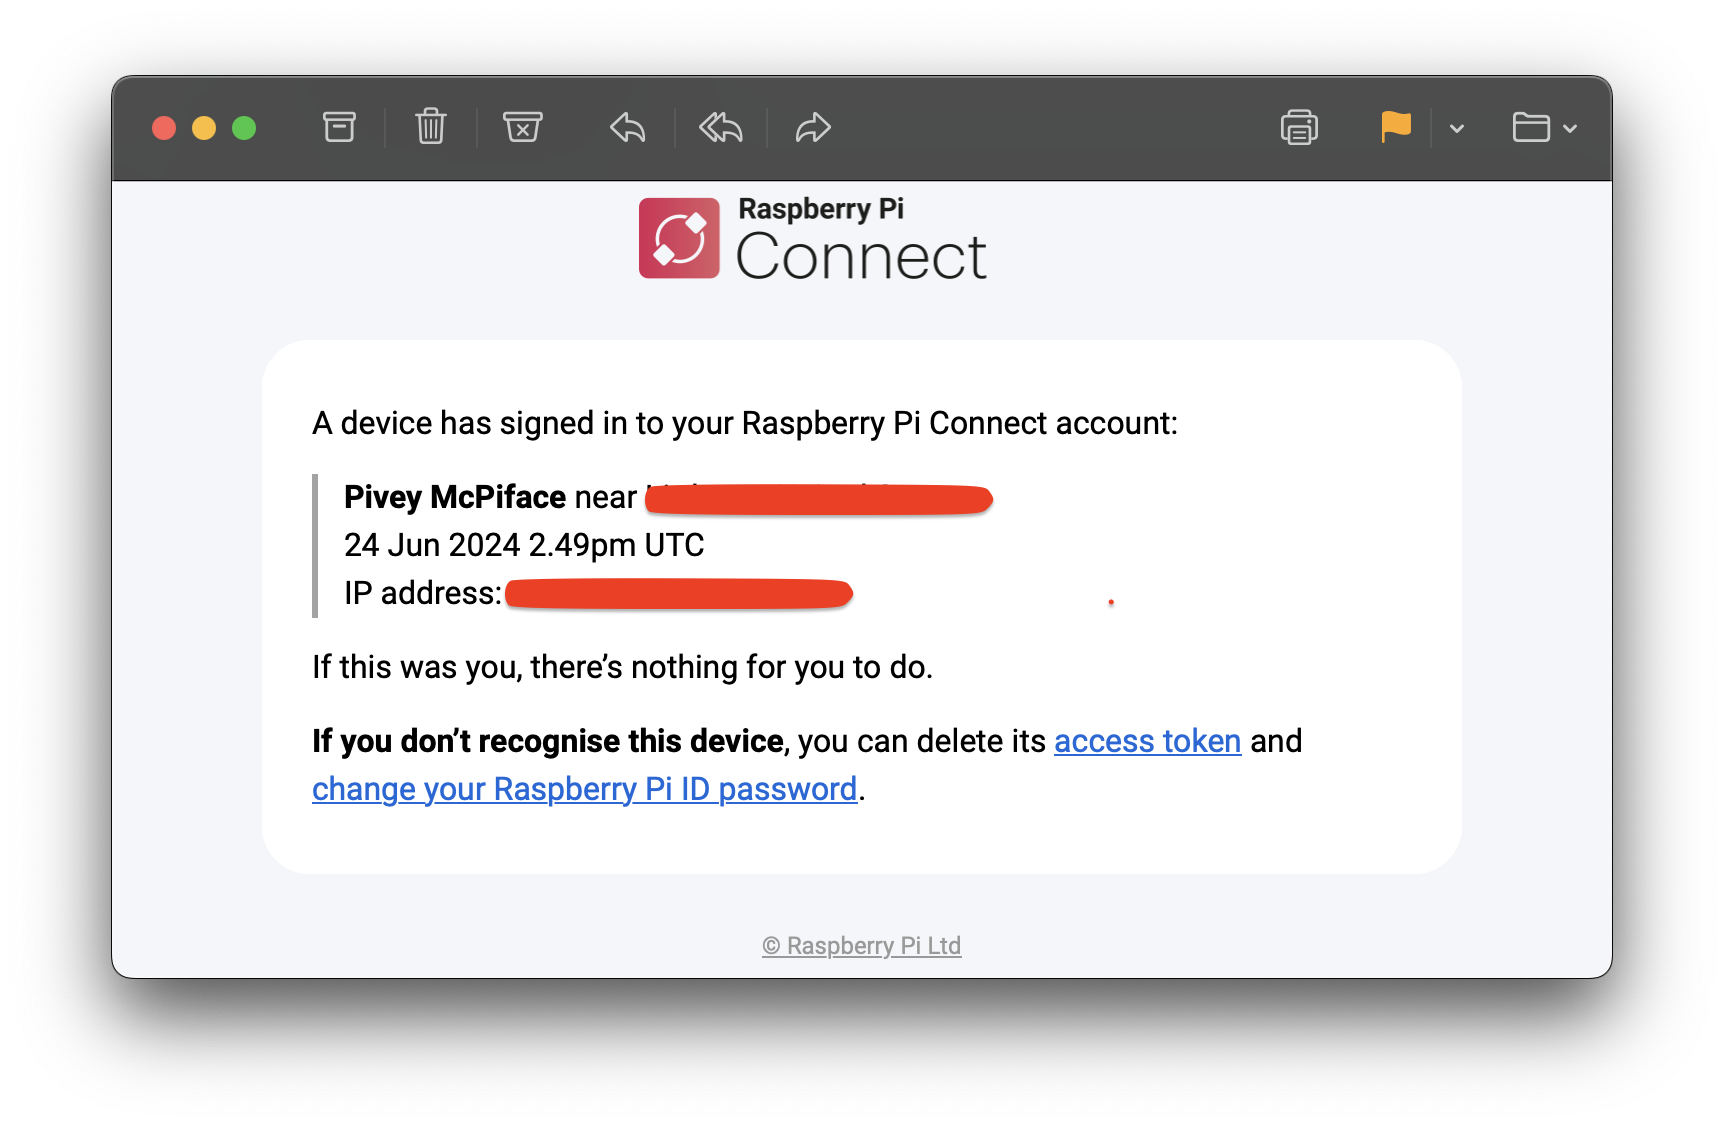 Raspberry Pi
Connect
A device has signed in to your Raspberry Pi Connect account:
Pivey McPiface near
24 Jun 2024 2.49pm UTC
IP address:
If this was you, there’s nothing for you to do.
If you don’t recognise this device, you can delete its access token and
change your Raspberry Pi ID password.
© Raspberry Pi Ltd